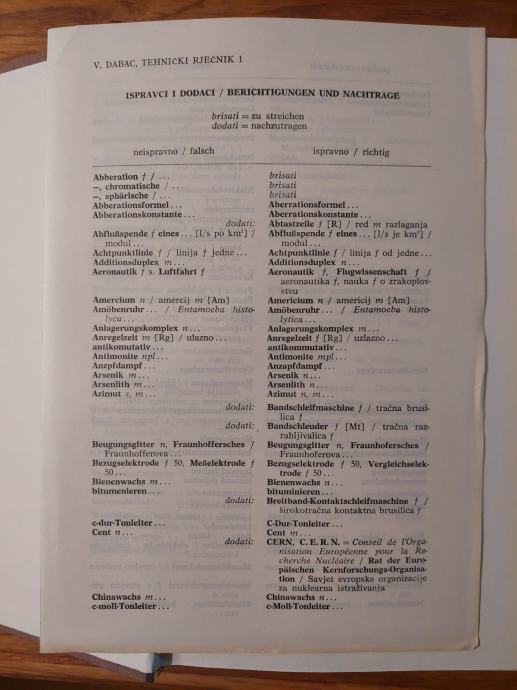 V. DABAC, TEHNIČKI RJEČNIK 1
ISPRAVCI I DODACI / BERICHTIGUNGEN UND NACHTRÄGE
brisati = zu streichen
dodati = nachzutragen
neispravno / falsch
ispravno / richtig
Abberation f / ...
brisati
—, chromatische / ...
brisati
—, sphärische / ...
brisati
Abberationsformel ...
Aberrationsformel ...
Abberationskonstante ...
Aberrationskonstante ...
dodati:
Abtastzeile f [R] / red m razlaganja
Abflußspende f eines ... [1/s po km²] /
modul ...
Abflußspende f eines ... [1/s je km²] /
modul ...
Achtpunktlinie f / linija f jedne ...
Achtpunktlinie f / linija f od jedne ...
Additionsduplex m ...
Additionsduplex n ...
Aeronautik f s. Luftfahrt f
Aeronautik f, Flugwissenschaft f /
aeronautika f, nauka f o zrakoplov-
stvu
Amercium n / amercij m [Am]
Americium n / americij m [Am]
Amöbenruhr ... / Entamocba histo-
lyca ...
Amöbenruhr ... / Entamoeba histo-
lytica ...
Anlagerungskomplex n ...
Anlagerungskomplex m ...
Anregelzeit f [Rg] / ulazno ...
Anregelzeit f [Rg] / uzlazno ...
antikomutativ ...
antikommutativ ...
Antimonite npl ...
Antimonite mpl ...
Anzpfdampf ...
Anzapfdampf ...
Arsenik m ...
Arsenik n ...
Arsenlith m ...
Arsenlith n ...
Azimut s, m ...
Azimut n, m ...
dodati:
Bandschleifmaschine f / tračna brusi-
lica f
dodati:
Bandschleuder f [Mt] / tračna raz-
rahljivalica f
Beugungsgitter n, Fraunhoffersches /
Fraunhofferova ...
Beugungsgitter n, Fraunhofersches /
Fraunhoferova ...
Bezugselektrode f 50, Meßelektrode f
50 ...
Bezugselektrode f 50, Vergleichselek-
trode f 50 ...
Bienenwachs m ...
Bienenwachs n ...
bitumenieren ...
bituminieren ...
dodati:
Breitband-Kontaktschleifmaschine f /
širokotračna kontaktna brusilica f
c-dur-Tonleiter ...
C-Dur-Tonleiter ...
Cent n ...
Cent m ...
dodati:
CERN, C. E. R. N. = Conseil de l'Orga-
nisation Européenne pour la Re-
cherche Nucléaire / Rat der Euro-
päischen Kernforschungs-Organisa-
tion / Savjet evropske organizacije
za nuklearna istraživanja
Chinawachs m ...
Chinawachs n ...
c-moll-Tonleiter ...
c-Moll-Tonleiter ...